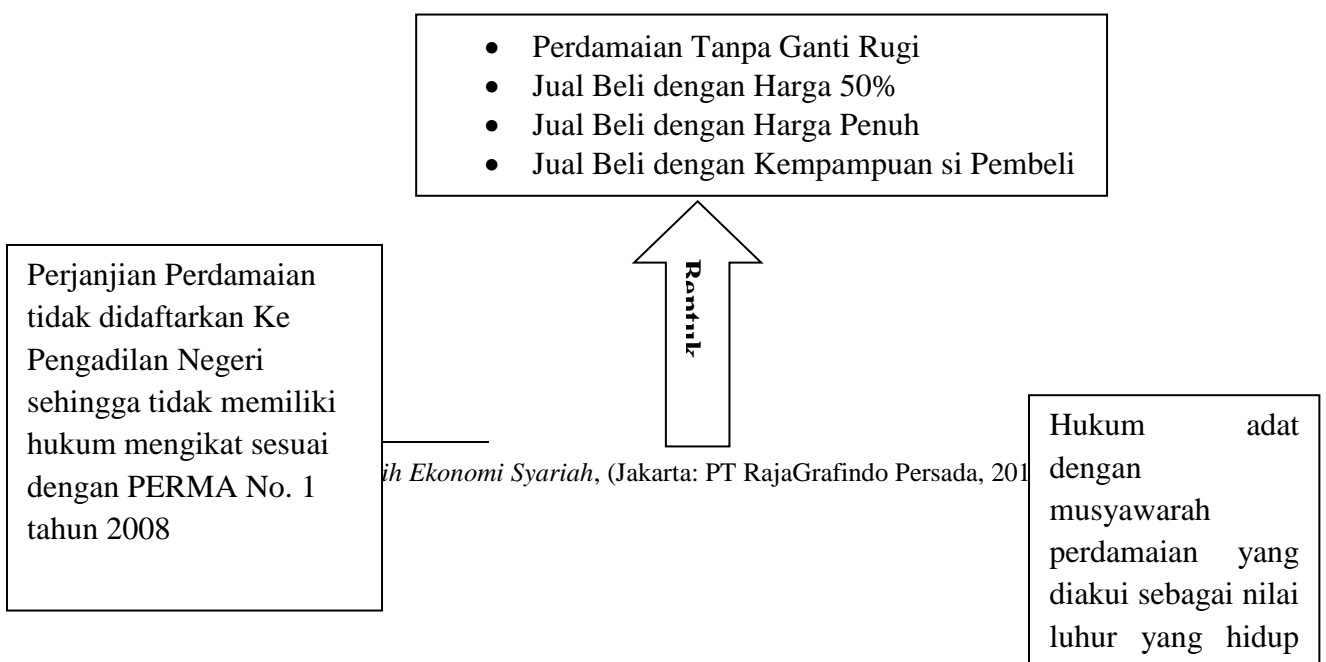 • Perdamaian Tanpa Ganti Rugi
• Jual Beli dengan Harga 50%
• Jual Beli dengan Harga Penuh
• Jual Beli dengan Kempampuan si Pembeli
Bentuk
Perjanjian Perdamaian
tidak didaftarkan Ke
Pengadilan Negeri
sehingga tidak memiliki
hukum mengikat sesuai
dengan PERMA No. 1
tahun 2008
Ekonomi Syariah, (Jakarta: PT RajaGrafindo Persada,
Hukum adat
dengan
musyawarah
perdamaian yang
diakui sebagai nilai
luhur yang hidup